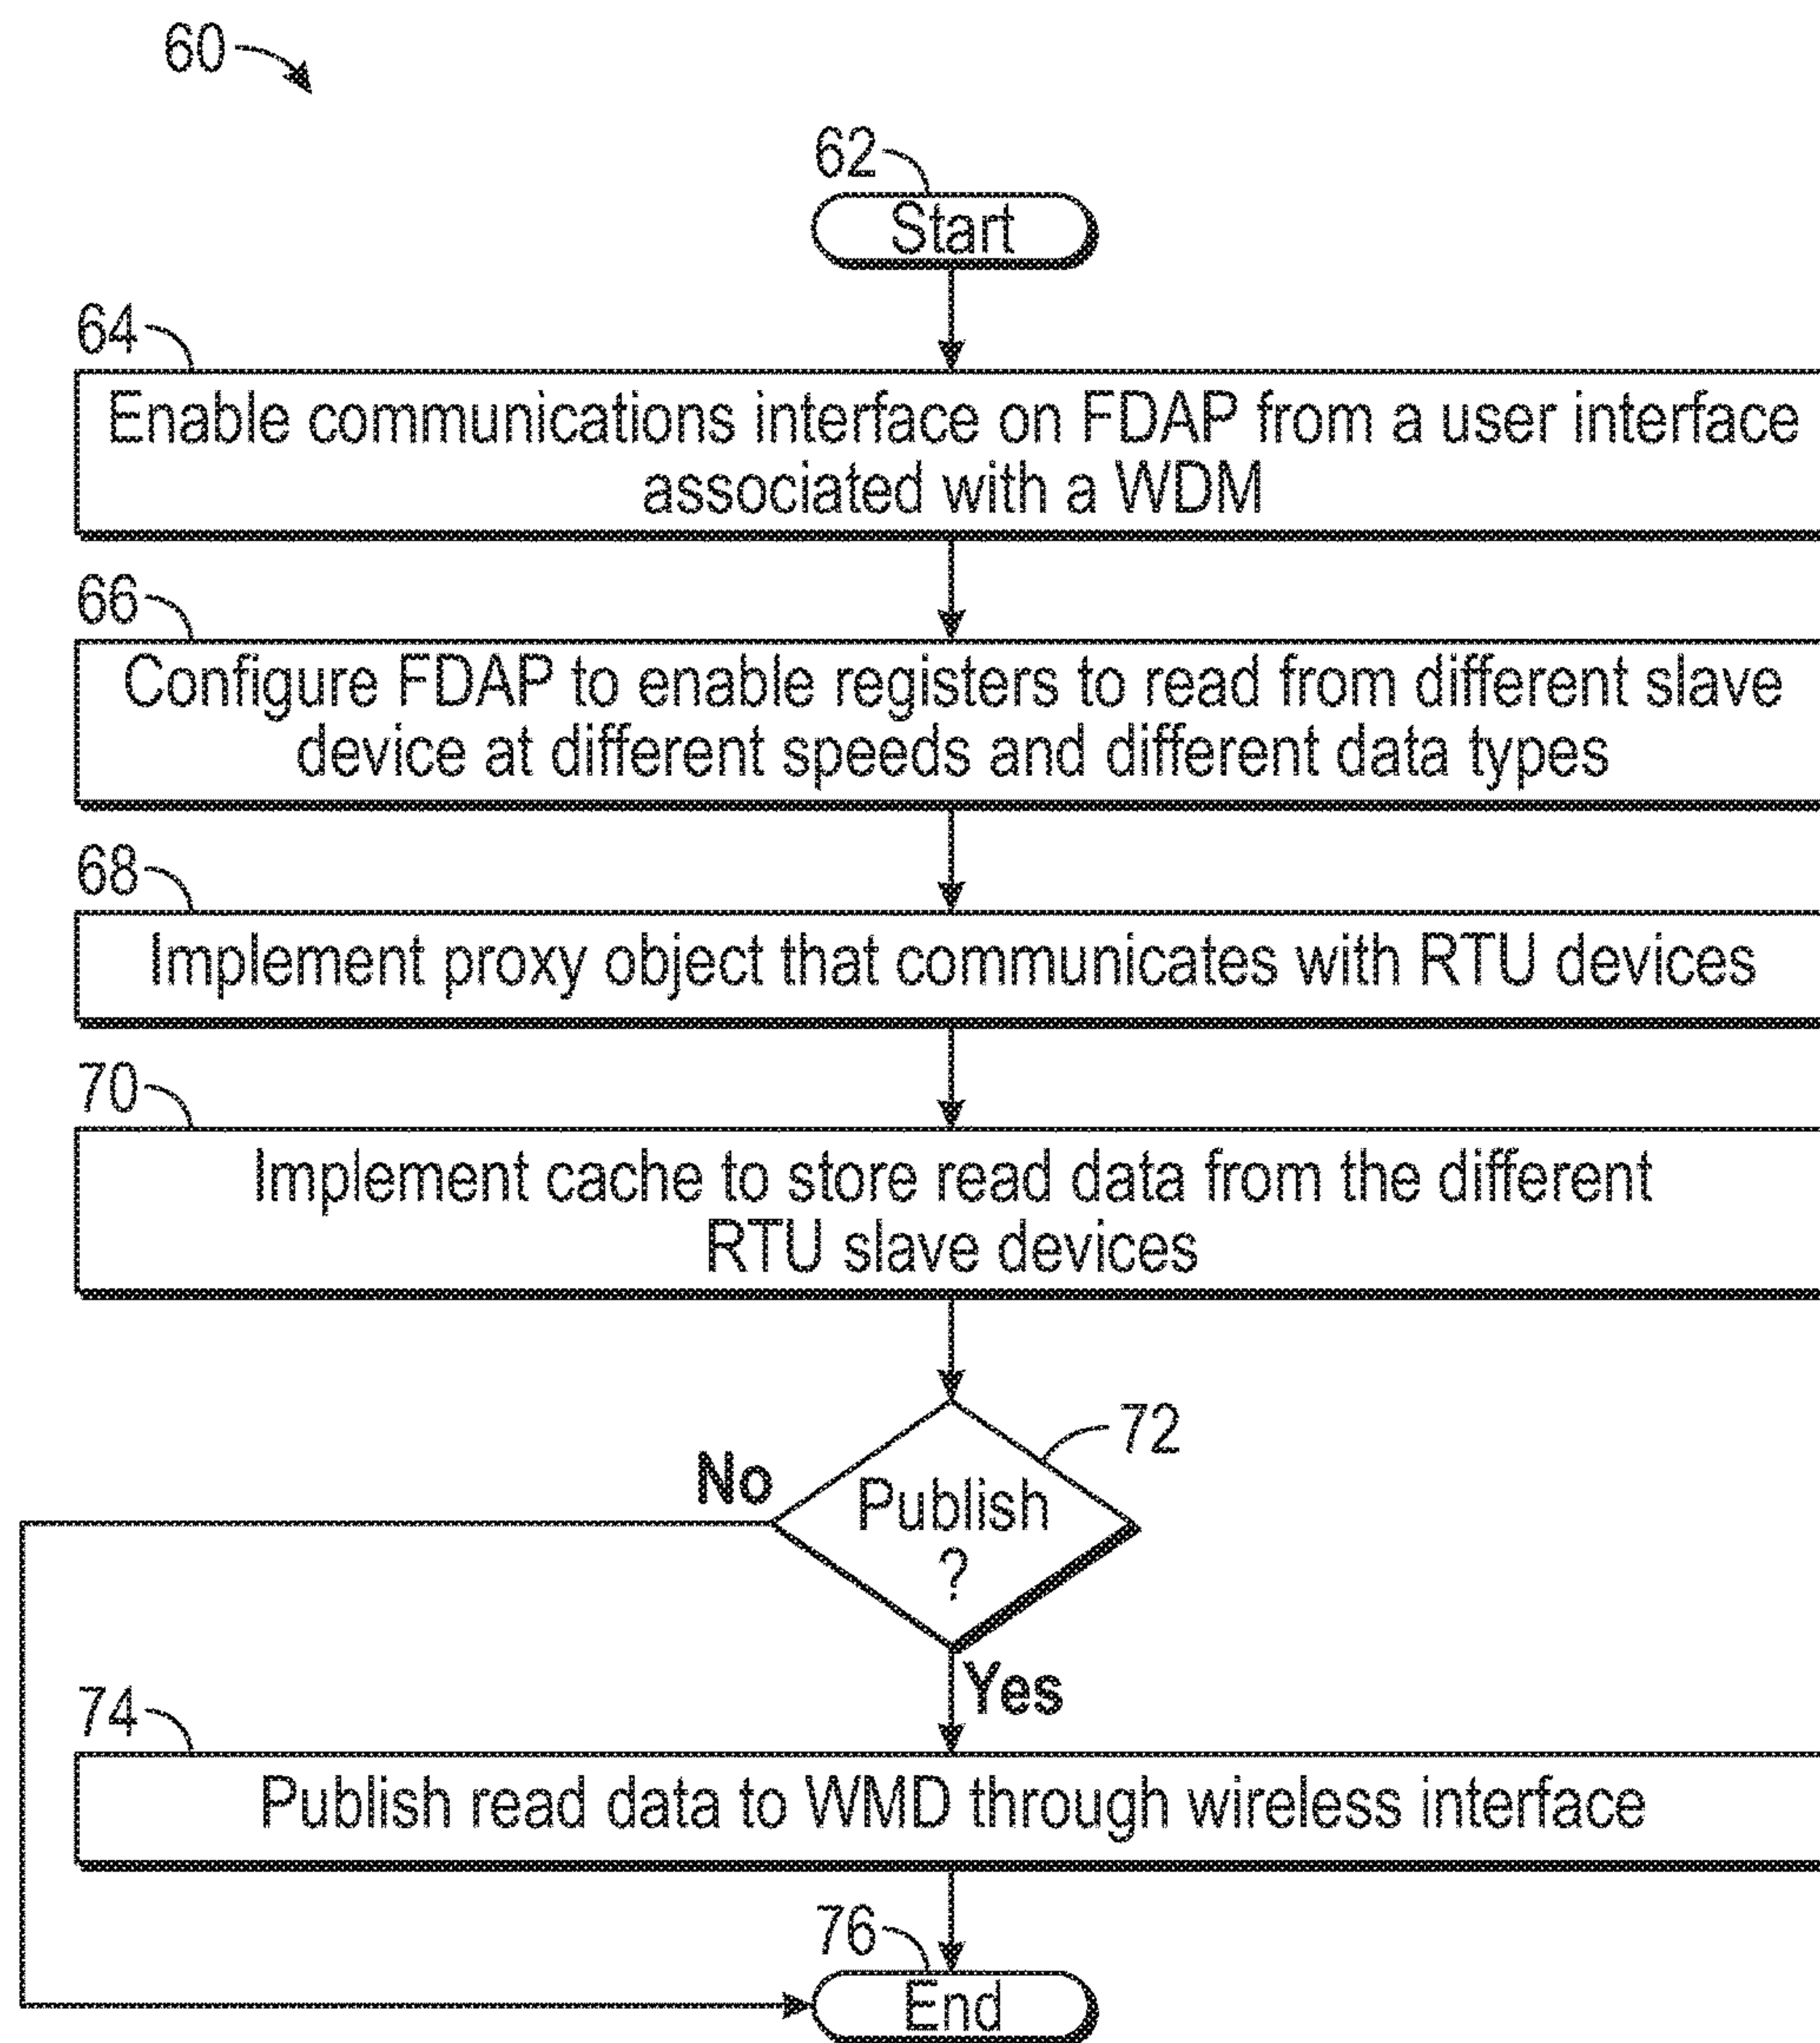 60
62
Start
64
Enable communications interface on FDAP from a user interface
associated with a WDM
66
Configure FDAP to enable registers to read from different slave
device at different speeds and different data types
68
Implement proxy object that communicates with RTU devices
70
Implement cache to store read data from the different
RTU slave devices
72
No
Publish
?
Yes
74
Publish read data to WMD through wireless interface
76
End